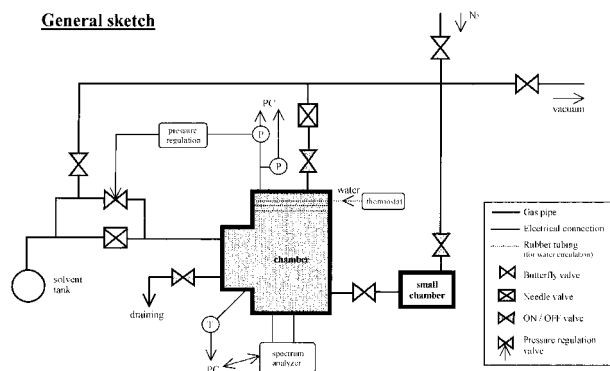 General sketch
N₂
PC
vacuum
pressure
regulation
P
P
water
thermostat
chamber
solvent
tank
small
chamber
draining
T
PC
spectrum
analyzer
Gas pipe
Electrical connection
Rubber tubing
(for water circulation)
Butterfly valve
Needle valve
ON / OFF valve
Pressure regulation
valve